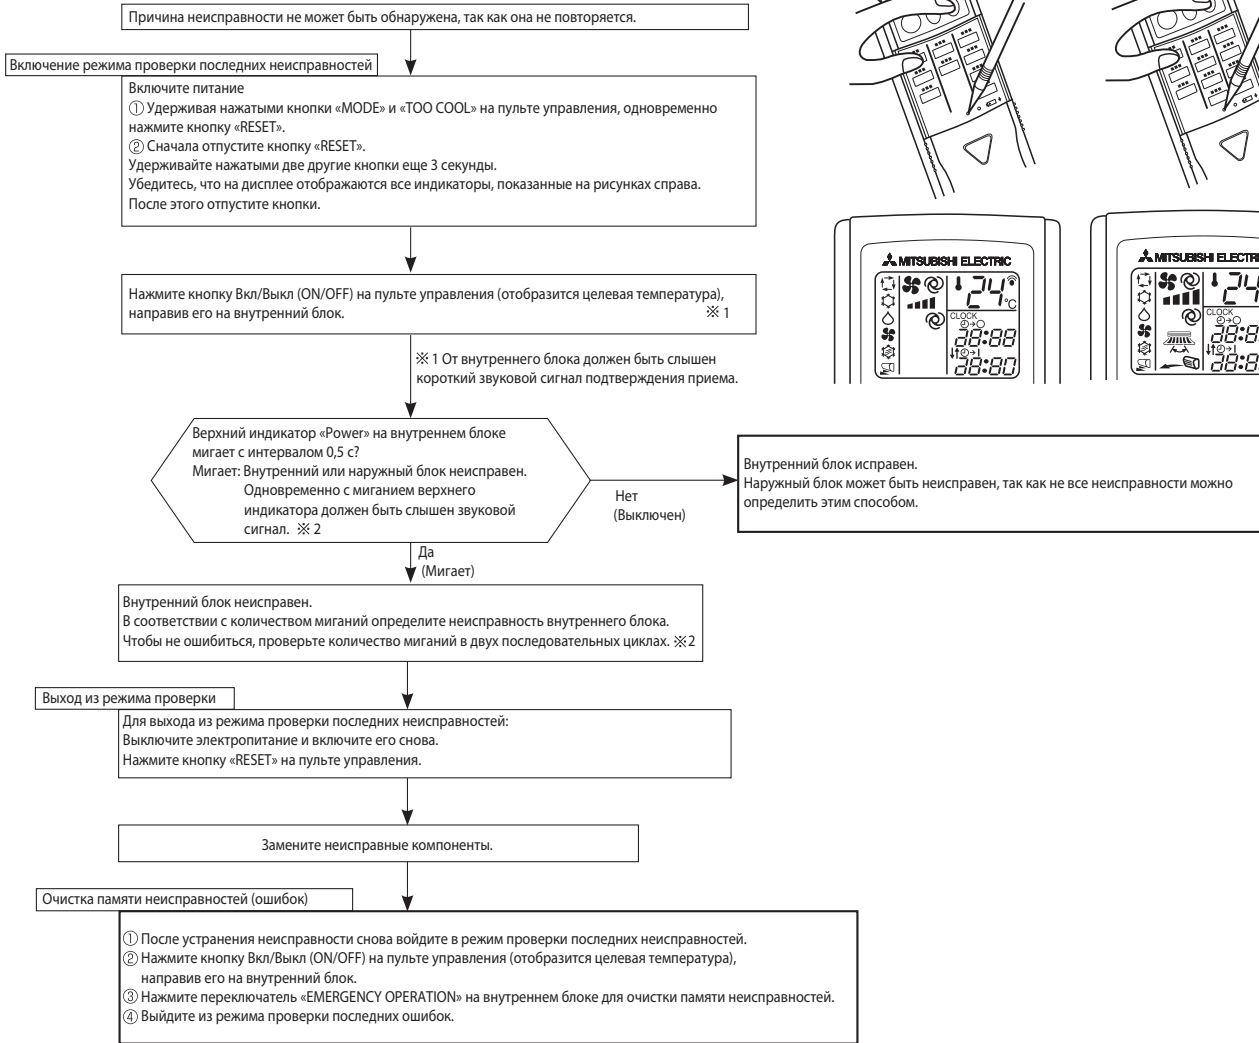 Причина неисправности не может быть обнаружена, так как она не повторяется.
Включение режима проверки последних неисправностей
Включите питание
① Удерживая нажатыми кнопки «MODE» и «TOO COOL» на пульте управления, одновременно
нажмите кнопку «RESET».
② Сначала отпустите кнопку «RESET».
Удерживайте нажатыми две другие кнопки еще 3 секунды.
Убедитесь, что на дисплее отображаются все индикаторы, показанные на рисунках справа.
После этого отпустите кнопки.
MITSUBISHI ELECTRIC
24°C
CLOCK
88:88
88:80
MITSUBISHI ELECTRI
24
CLOCK
Нажмите кнопку Вкл/Выкл (ON/OFF) на пульте управления (отобразится целевая температура),
направив его на внутренний блок. ※ 1
※ 1 От внутреннего блока должен быть слышен
короткий звуковой сигнал подтверждения приема.
Верхний индикатор «Power» на внутреннем блоке
мигает с интервалом 0,5 с?
Мигает: Внутренний или наружный блок неисправен.
Одновременно с миганием верхнего
индикатора должен быть слышен звуковой
сигнал. ※ 2
Нет
(Выключен)
Внутренний блок исправен.
Наружный блок может быть неисправен, так как не все неисправности можно
определить этим способом.
Да
(Мигает)
Внутренний блок неисправен.
В соответствии с количеством миганий определите неисправность внутреннего блока.
Чтобы не ошибиться, проверьте количество миганий в двух последовательных циклах. ※2
Выход из режима проверки
Для выхода из режима проверки последних неисправностей:
Выключите электропитание и включите его снова.
Нажмите кнопку «RESET» на пульте управления.
Замените неисправные компоненты.
Очистка памяти неисправностей (ошибок)
① После устранения неисправности снова войдите в режим проверки последних неисправностей.
② Нажмите кнопку Вкл/Выкл (ON/OFF) на пульте управления (отобразится целевая температура),
направив его на внутренний блок.
③ Нажмите переключатель «EMERGENCY OPERATION» на внутреннем блоке для очистки памяти неисправностей.
④ Выйдите из режима проверки последних ошибок.